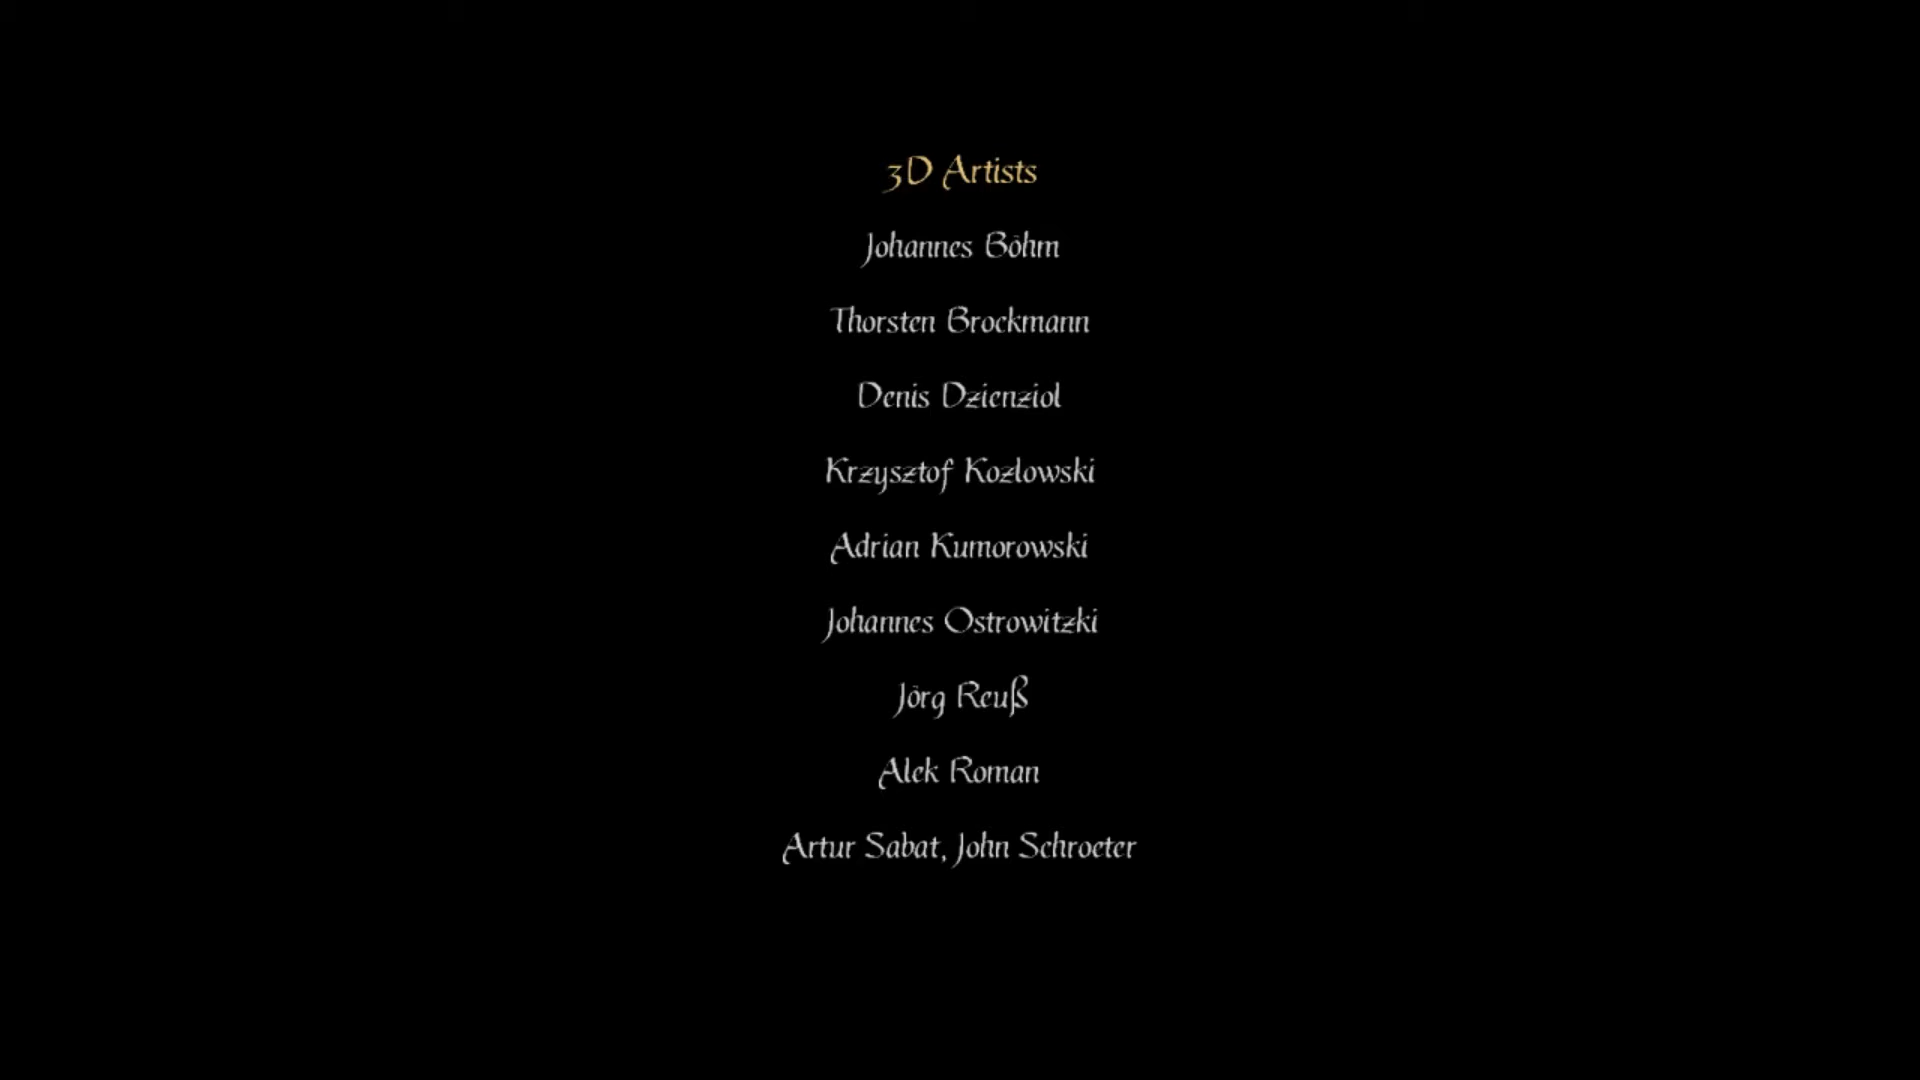 3D Artists
Johannes Böhm
Thorsten Brockmann
Denis Dzienziol
Krzysztof Kozlowski
Adrian Kumorowski
Johannes Ostrowitzki
Jörg Reuß
Alek Roman
Artur Sabat, John Schroeter